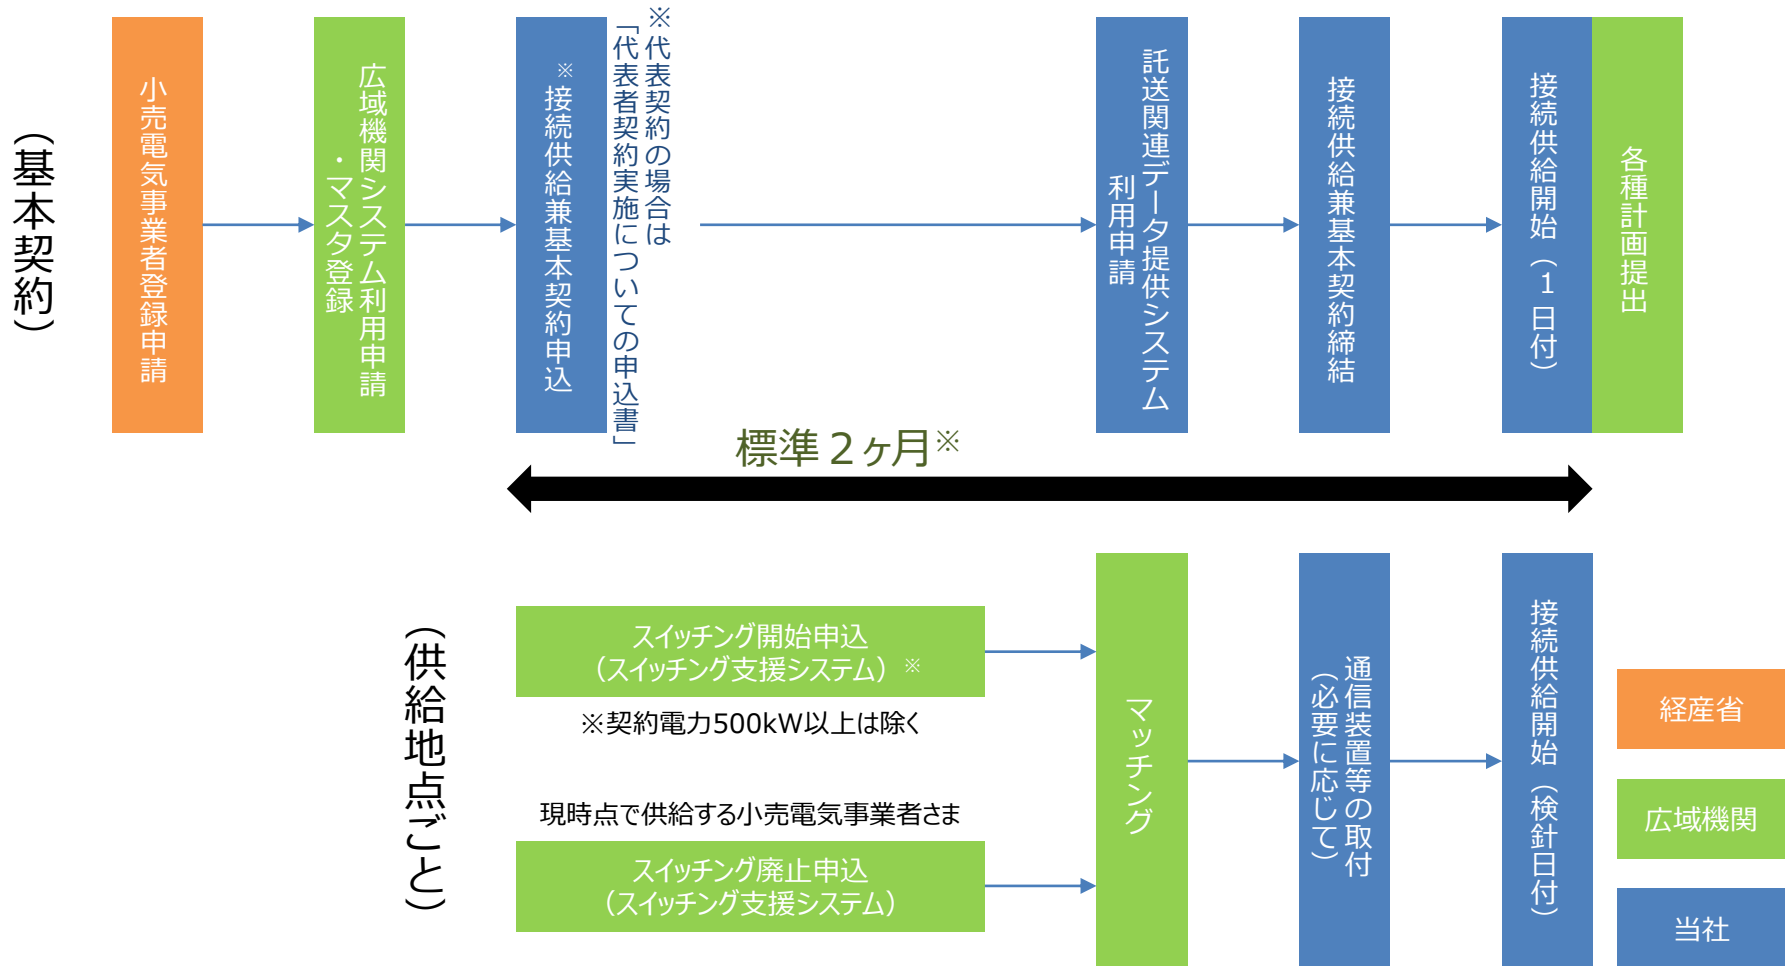 （基本契約）
小売電気事業者登録申請
広域機関システム利用申請
・マスタ登録
※接続供給兼基本契約申込
※代表契約の場合は
「代表者契約実施についての申込書」
託送関連データ提供システム
利用申請
接続供給兼基本契約締結
接続供給開始（１日付）
各種計画提出
標準２ヶ月※
（供給地点ごと）
スイッチング開始申込
（スイッチング支援システム）※
※契約電力500kW以上は除く
現時点で供給する小売電気事業者さま
スイッチング廃止申込
（スイッチング支援システム）
マッチング
通信装置等の取付
（必要に応じて）
接続供給開始（検針日付）
経産省
広域機関
当社